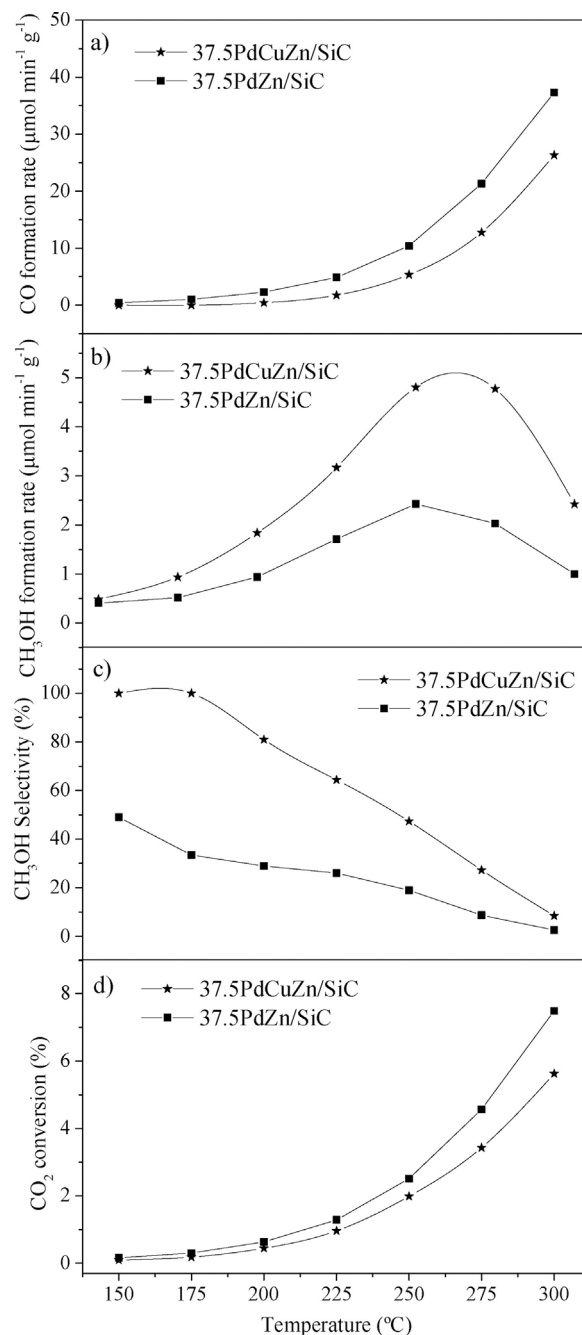 60
a)
37.5PdCuZn/SiC
50
37.5PdZn/SiC
40
30
20
10
0
CO formation rate (µmol min⁻¹ g⁻¹)
b)
37.5PdCuZn/SiC
5
37.5PdZn/SiC
4
3
2
1
0
CH₃OH formation rate (µmol min⁻¹ g⁻¹)
c)
37.5PdCuZn/SiC
100
37.5PdZn/SiC
80
60
40
20
0
CH₃OH Selectivity (%)
d)
37.5PdCuZn/SiC
8
37.5PdZn/SiC
6
4
2
0
CO₂ conversion (%)
150 175 200 225 250 275 300
Temperature (ºC)